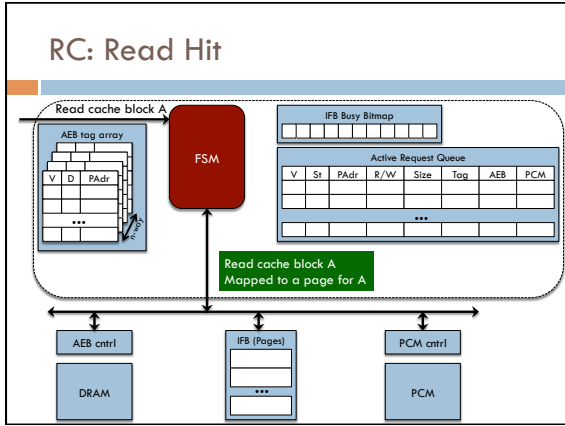 RC: Read Hit
Read cache block A
AEB tag array
V D PAdr
•••
n-way
FSM
IFB Busy Bitmap
Active Request Queue
V St PAdr R/W Size Tag AEB PCM
•••
Read cache block A
Mapped to a page for A
AEB cntrl
IFB (Pages)
•••
PCM cntrl
DRAM
PCM